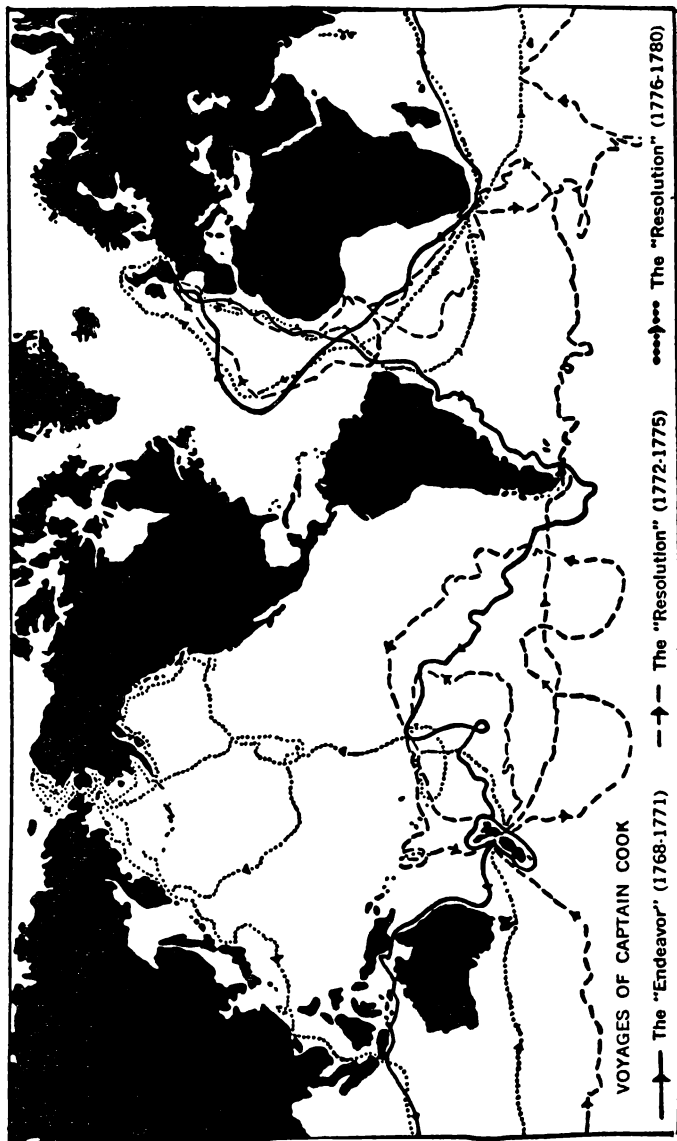 VOYAGES OF CAPTAIN COOK
The "Endeavor" (1768-1771)
The "Resolution" (1772-1775)
The "Resolution" (1776-1780)